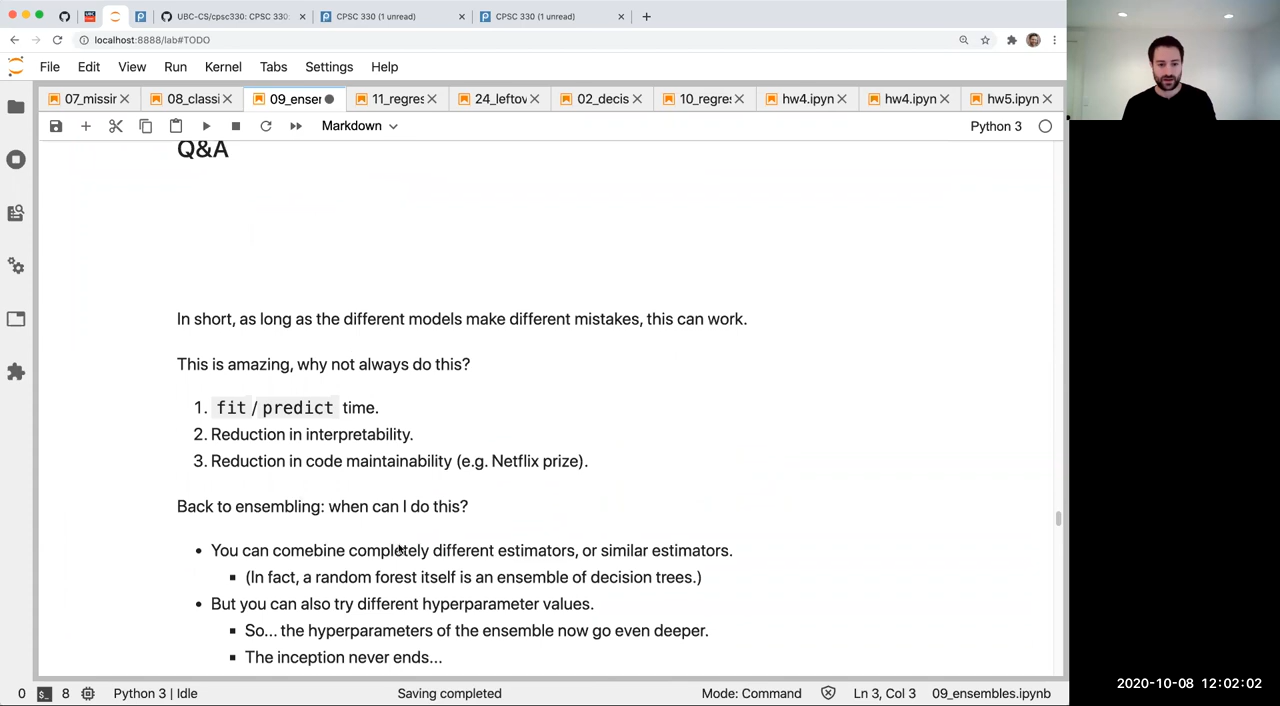 UBC-CS/cpsc330: CPSC 330: CPSC 330 (1 unread) CPSC 330 (1 unread)
localhost:8888/lab#TODO
File Edit View Run Kernel Tabs Settings Help
07_missin 08_classi 09_ensen 11_regres 24_leftov 02_decis 10_regre: hw4.ipyn hw4.ipyn hw5.ipyn
Markdown Python 3
Q&A
In short, as long as the different models make different mistakes, this can work.
This is amazing, why not always do this?
1. fit / predict time.
2. Reduction in interpretability.
3. Reduction in code maintainability (e.g. Netflix prize).
Back to ensembling: when can I do this?
• You can comebine completely different estimators, or similar estimators.
▪ (In fact, a random forest itself is an ensemble of decision trees.)
• But you can also try different hyperparameter values.
▪ So... the hyperparameters of the ensemble now go even deeper.
▪ The inception never ends...
0 8 Python 3 | Idle Saving completed Mode: Command Ln 3, Col 3 09_ensembles.ipynb
2020-10-08 12:02:02